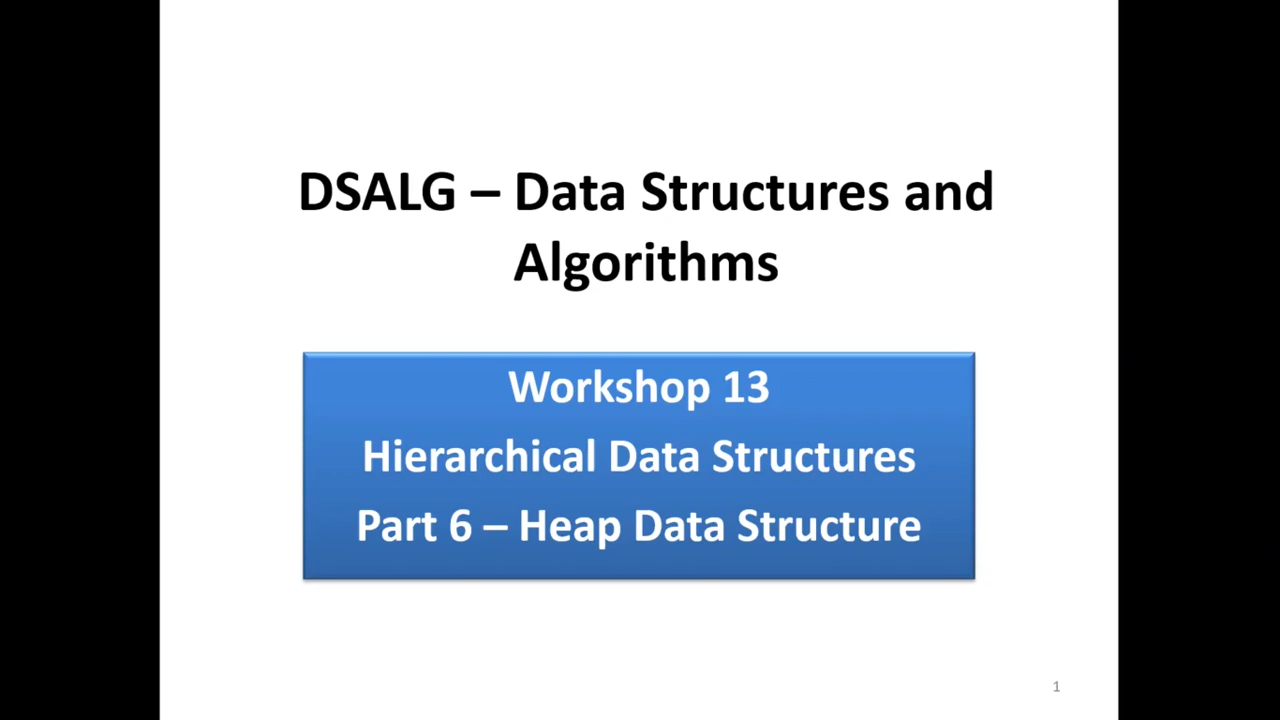 DSALG – Data Structures and
Algorithms
Workshop 13
Hierarchical Data Structures
Part 6 – Heap Data Structure
1